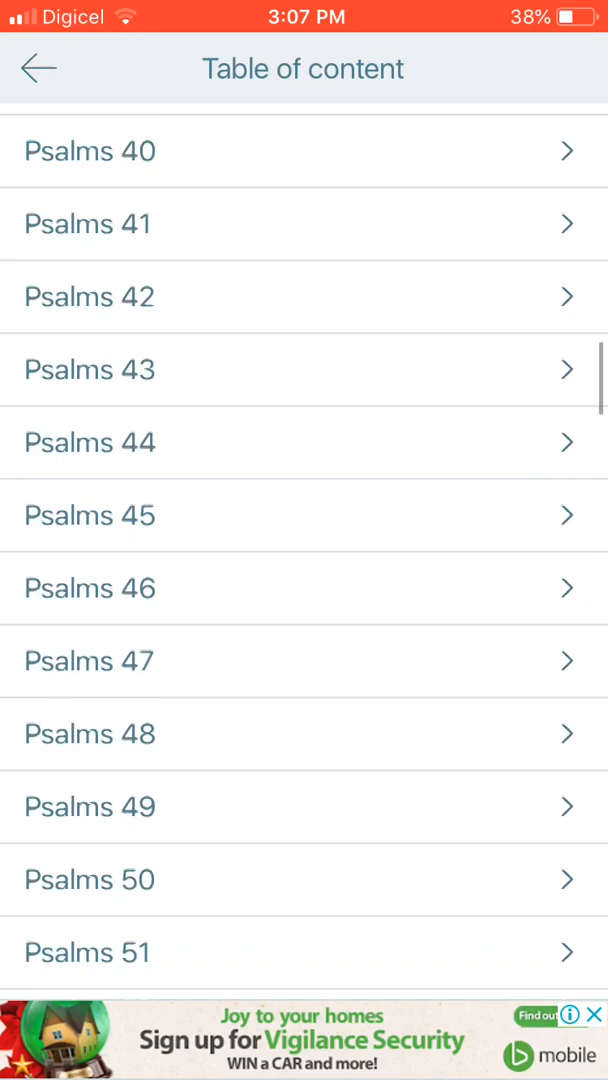 Digicel 3:07 PM 38%
Table of content
Psalms 40
Psalms 41
Psalms 42
Psalms 43
Psalms 44
Psalms 45
Psalms 46
Psalms 47
Psalms 48
Psalms 49
Psalms 50
Psalms 51
Joy to your homes
Sign up for Vigilance Security
WIN a CAR and more!
Find out
b mobile